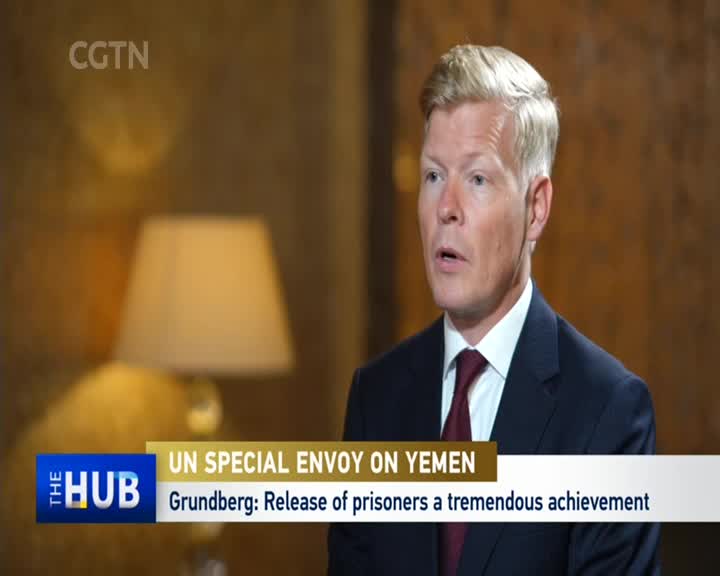 CGTN
UN SPECIAL ENVOY ON YEMEN
THE HUB
Grundberg: Release of prisoners a tremendous achievement